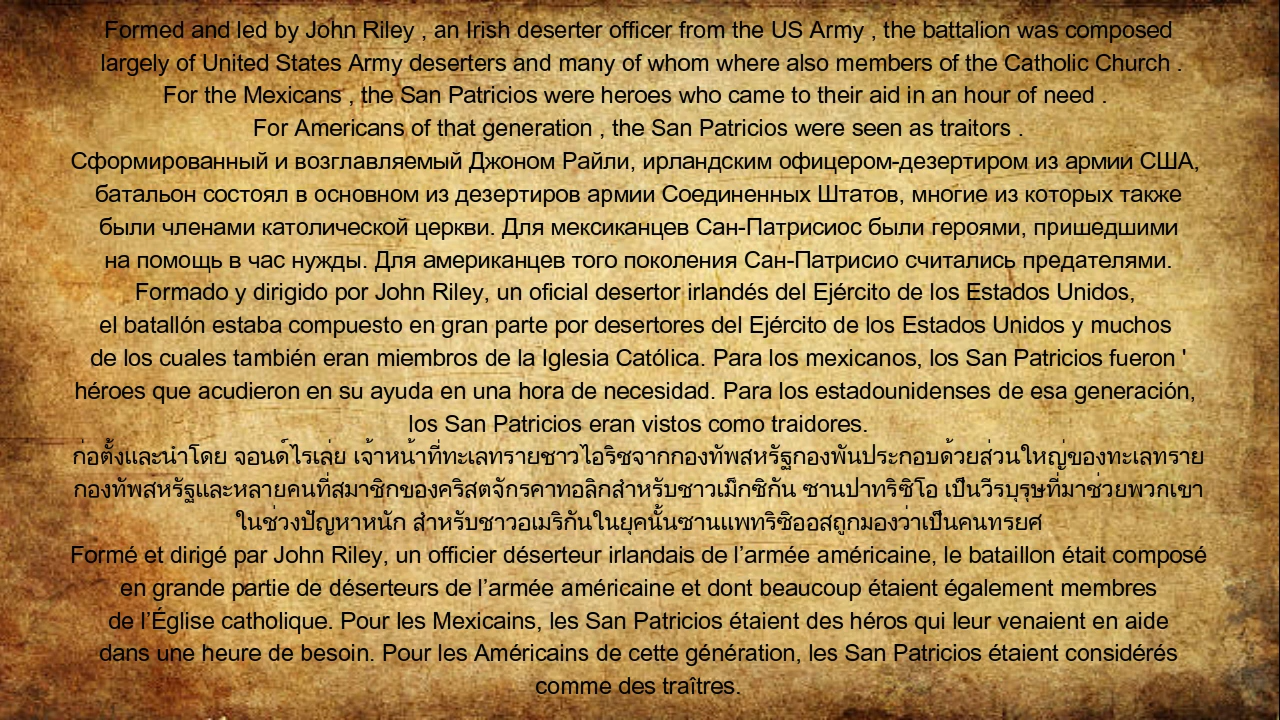 Formed and led by John Riley , an Irish deserter officer from the US Army , the battalion was composed
largely of United States Army deserters and many of whom where also members of the Catholic Church .
For the Mexicans , the San Patricios were heroes who came to their aid in an hour of need .
For Americans of that generation , the San Patricios were seen as traitors .
Сформированный и возглавляемый Джоном Райли, ирландским офицером-дезертиром из армии США,
батальон состоял в основном из дезертиров армии Соединенных Штатов, многие из которых также
были членами католической церкви. Для мексиканцев Сан-Патрисиос были героями, пришедшими
на помощь в час нужды. Для американцев того поколения Сан-Патрисио считались предателями.
Formado y dirigido por John Riley, un oficial desertor irlandés del Ejército de los Estados Unidos,
el batallón estaba compuesto en gran parte por desertores del Ejército de los Estados Unidos y muchos
de los cuales también eran miembros de la Iglesia Católica. Para los mexicanos, los San Patricios fueron '
héroes que acudieron en su ayuda en una hora de necesidad. Para los estadounidenses de esa generación,
los San Patricios eran vistos como traidores.
ก่อตั้งและนำโดย จอนด์ไรเล่ย เจ้าหน้าที่ทะเลทรายชาวไอริชจากกองทัพสหรัฐกองพันประกอบด้วยส่วนใหญ่ของทะเลทราย
กองทัพสหรัฐและหลายคนที่สมาชิกของคริสตจักรคาทอลิกสำหรับชาวเม็กซิกัน ซานปาทริซิโอ เป็นวีรบุรุษที่มาช่วยพวกเขา
ในช่วงปัญหาหนัก สำหรับชาวอเมริกันในยุคนั้นซานแพทริซิออสถูกมองว่าเป็นคนทรยศ
Formé et dirigé par John Riley, un officier déserteur irlandais de l’armée américaine, le bataillon était composé
en grande partie de déserteurs de l’armée américaine et dont beaucoup étaient également membres
de l’Église catholique. Pour les Mexicains, les San Patricios étaient des héros qui leur venaient en aide
dans une heure de besoin. Pour les Américains de cette génération, les San Patricios étaient considérés
comme des traîtres.